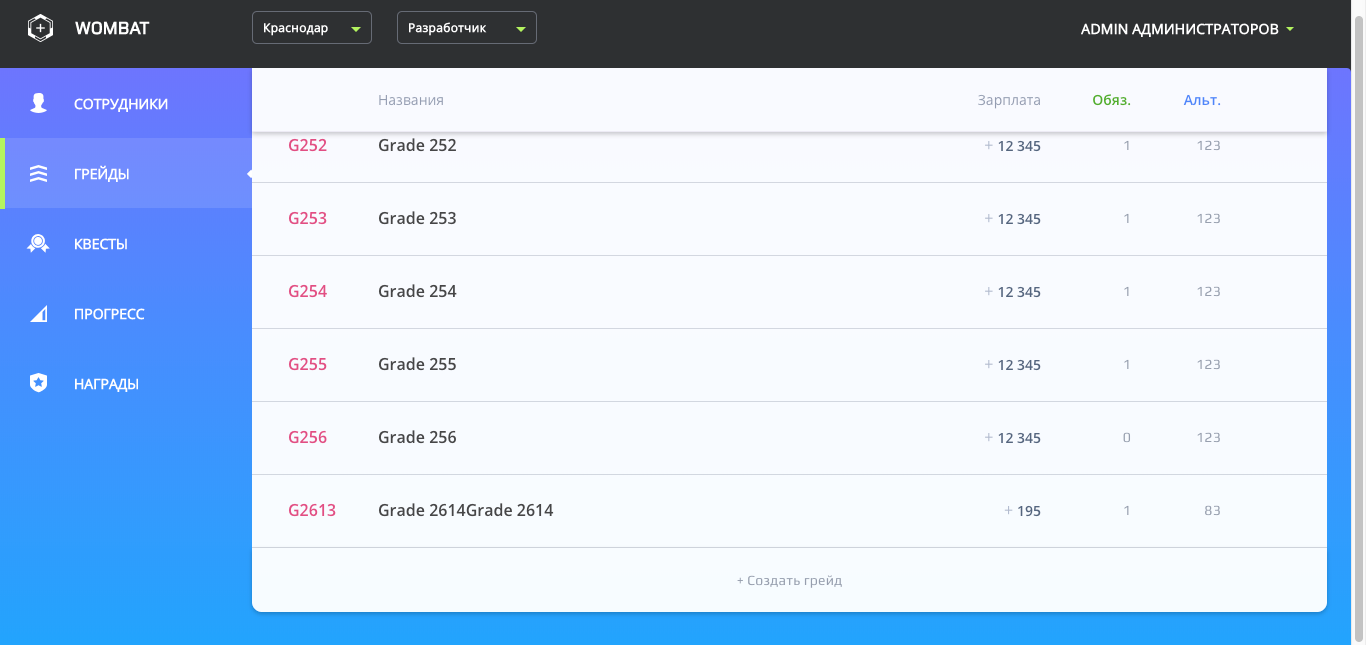 WOMBAT
Краснодар
Разработчик
ADMIN АДМИНИСТРАТОРОВ
СОТРУДНИКИ
ГРЕЙДЫ
КВЕСТЫ
ПРОГРЕСС
НАГРАДЫ
Названия Зарплата Обяз. Альт.
G252 Grade 252 + 12 345 1 123
G253 Grade 253 + 12 345 1 123
G254 Grade 254 + 12 345 1 123
G255 Grade 255 + 12 345 1 123
G256 Grade 256 + 12 345 0 123
G2613 Grade 2614Grade 2614 + 195 1 83
+ Создать грейд